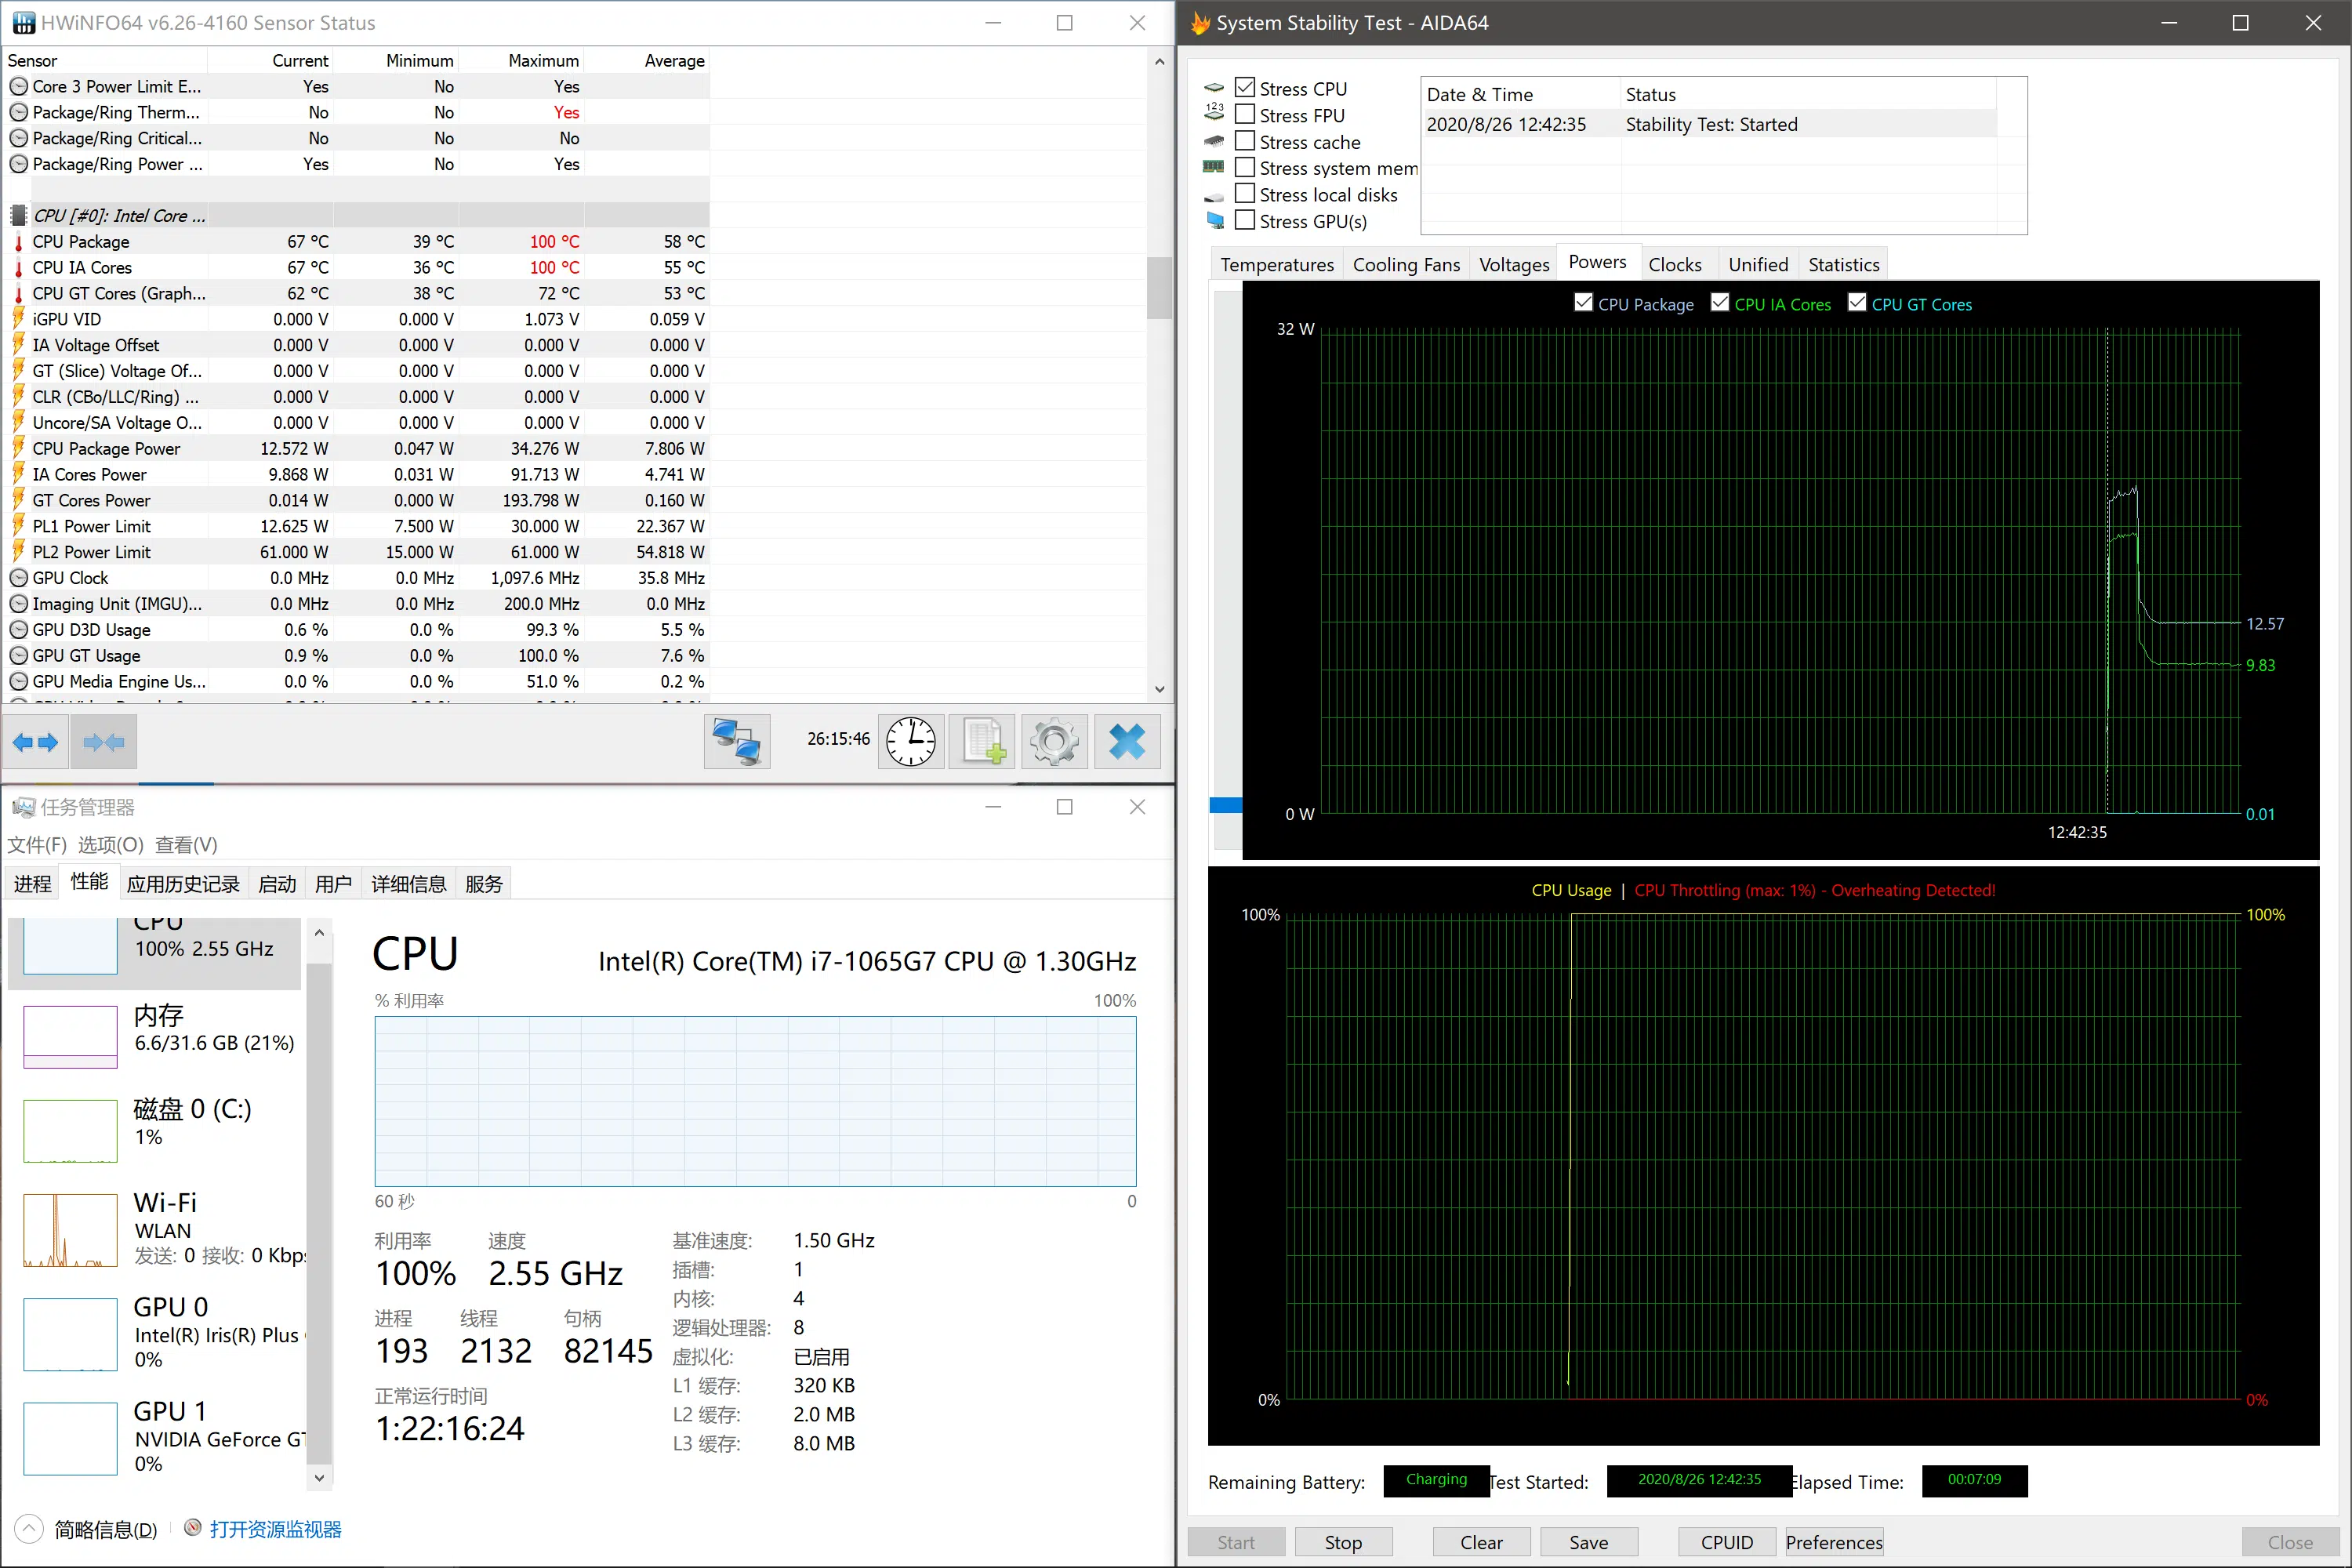 HWiNFO64 v6.26-4160 Sensor Status
Sensor Current Minimum Maximum Average
Core 3 Power Limit E... Yes No Yes
Package/Ring Therm... No No Yes
Package/Ring Critical... No No No
Package/Ring Power ... Yes No Yes
CPU [#0]: Intel Core ...
CPU Package 67 °C 39 °C 100 °C 58 °C
CPU IA Cores 67 °C 36 °C 100 °C 55 °C
CPU GT Cores (Graph... 62 °C 38 °C 72 °C 53 °C
iGPU VID 0.000 V 0.000 V 1.073 V 0.059 V
IA Voltage Offset 0.000 V 0.000 V 0.000 V 0.000 V
GT (Slice) Voltage Of... 0.000 V 0.000 V 0.000 V 0.000 V
CLR (CBo/LLC/Ring) ... 0.000 V 0.000 V 0.000 V 0.000 V
Uncore/SA Voltage O... 0.000 V 0.000 V 0.000 V 0.000 V
CPU Package Power 12.572 W 0.047 W 34.276 W 7.806 W
IA Cores Power 9.868 W 0.031 W 91.713 W 4.741 W
GT Cores Power 0.014 W 0.000 W 193.798 W 0.160 W
PL1 Power Limit 12.625 W 7.500 W 30.000 W 22.367 W
PL2 Power Limit 61.000 W 15.000 W 61.000 W 54.818 W
GPU Clock 0.0 MHz 0.0 MHz 1,097.6 MHz 35.8 MHz
Imaging Unit (IMGU)... 0.0 MHz 0.0 MHz 200.0 MHz 0.0 MHz
GPU D3D Usage 0.6 % 0.0 % 99.3 % 5.5 %
GPU GT Usage 0.9 % 0.0 % 100.0 % 7.6 %
GPU Media Engine Us... 0.0 % 0.0 % 51.0 % 0.2 %
26:15:46
任务管理器
文件(F) 选项(O) 查看(V)
进程 性能 应用历史记录 启动 用户 详细信息 服务
CPU
100% 2.55 GHz
内存
6.6/31.6 GB (21%)
磁盘 0 (C:)
1%
Wi-Fi
WLAN
发送: 0 接收: 0 Kbps
GPU 0
Intel(R) Iris(R) Plus
0%
GPU 1
NVIDIA GeForce GT
0%
CPU Intel(R) Core(TM) i7-1065G7 CPU @ 1.30GHz
% 利用率 100%
60 秒 0
利用率 速度
100% 2.55 GHz
进程 线程 句柄
193 2132 82145
正常运行时间
1:22:16:24
基准速度: 1.50 GHz
插槽: 1
内核: 4
逻辑处理器: 8
虚拟化: 已启用
L1 缓存: 320 KB
L2 缓存: 2.0 MB
L3 缓存: 8.0 MB
简略信息(D) 打开资源监视器
System Stability Test - AIDA64
Stress CPU
Stress FPU
Stress cache
Stress system mem
Stress local disks
Stress GPU(s)
123
Date & Time Status
2020/8/26 12:42:35 Stability Test: Started
Temperatures Cooling Fans Voltages Powers Clocks Unified Statistics
CPU Package CPU IA Cores CPU GT Cores
32 W
12.57
9.83
0 W 0.01
12:42:35
CPU Usage | CPU Throttling (max: 1%) - Overheating Detected!
100% 100%
0% 0%
Remaining Battery: Charging Test Started: 2020/8/26 12:42:35 Elapsed Time: 00:07:09
Start Stop Clear Save CPUID Preferences Close